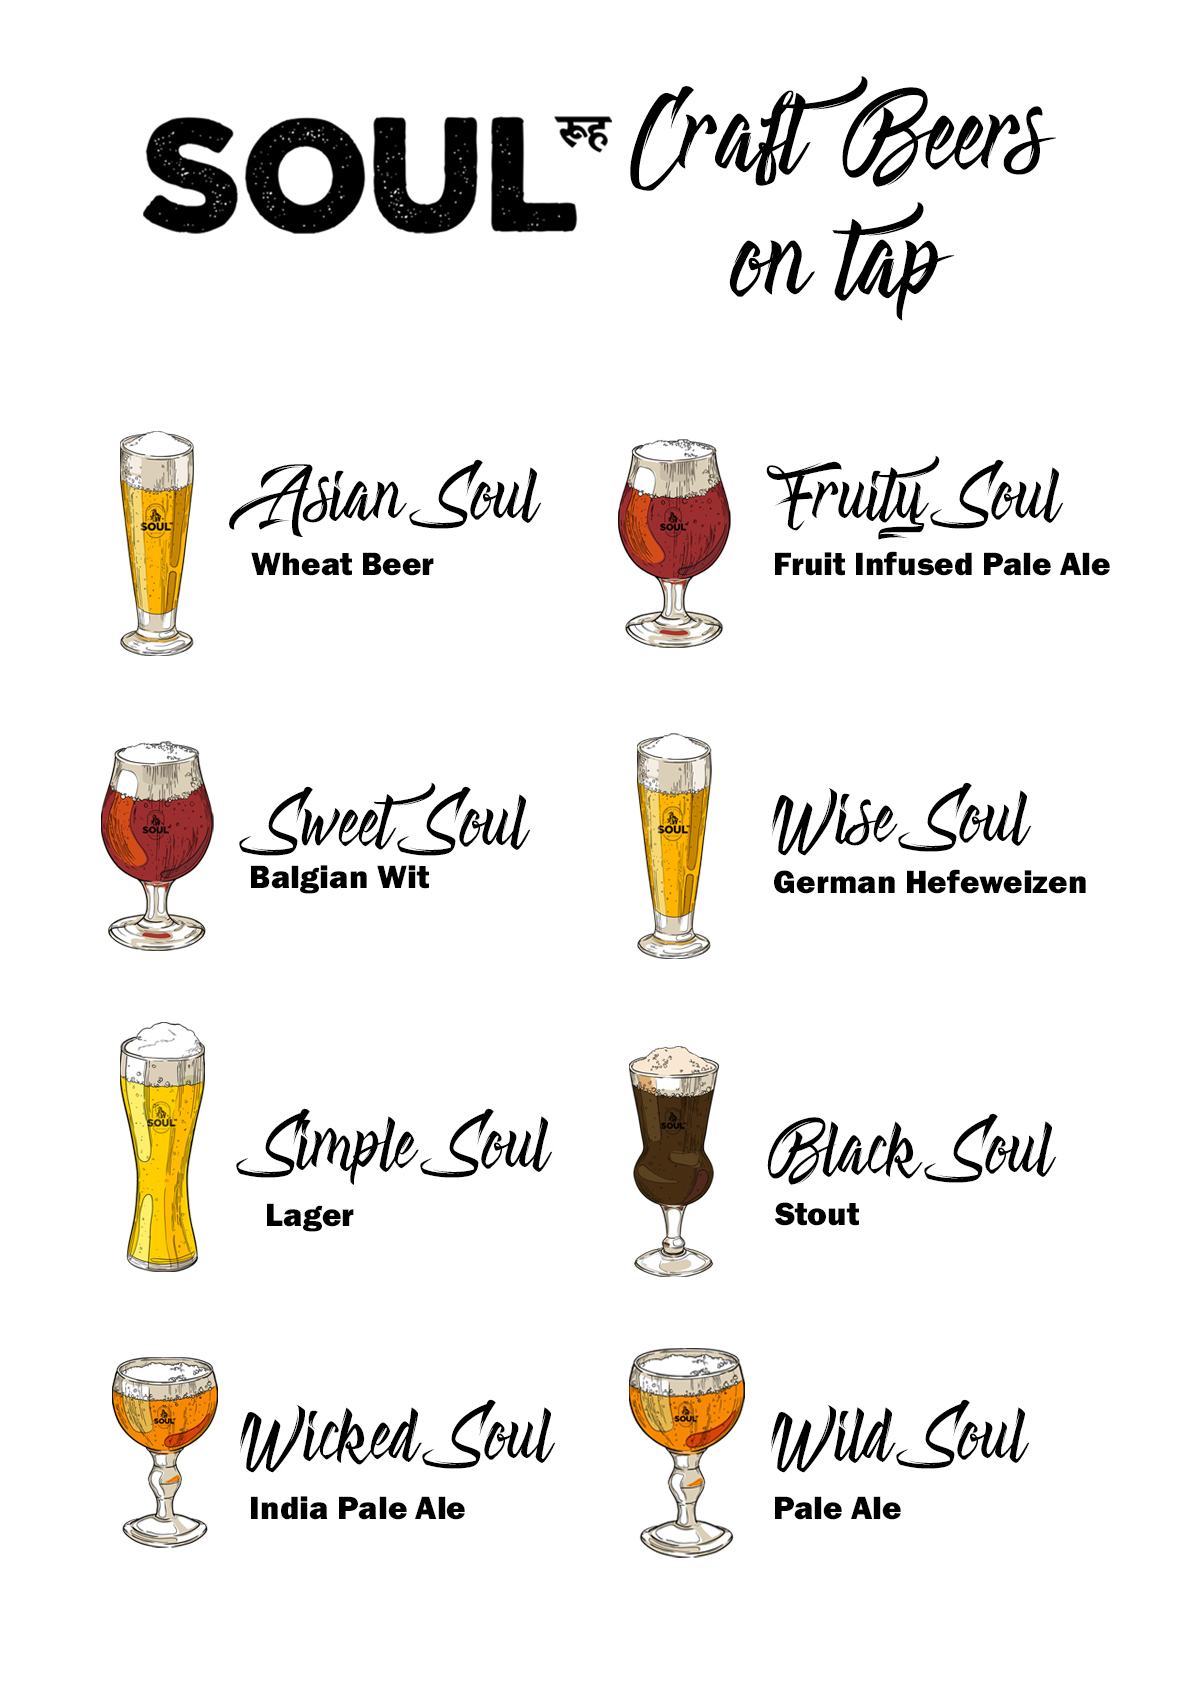 SOUL रूह Craft Beers
on tap
Asian Soul
Wheat Beer
Fruity Soul
Fruit Infused Pale Ale
Sweet Soul
Balgian Wit
Wise Soul
German Hefeweizen
Simple Soul
Lager
Black Soul
Stout
Wicked Soul
India Pale Ale
Wild Soul
Pale Ale
SOUL
SOUL
SOUL
SOUL
SOUL
SOUL
SOUL
SOUL